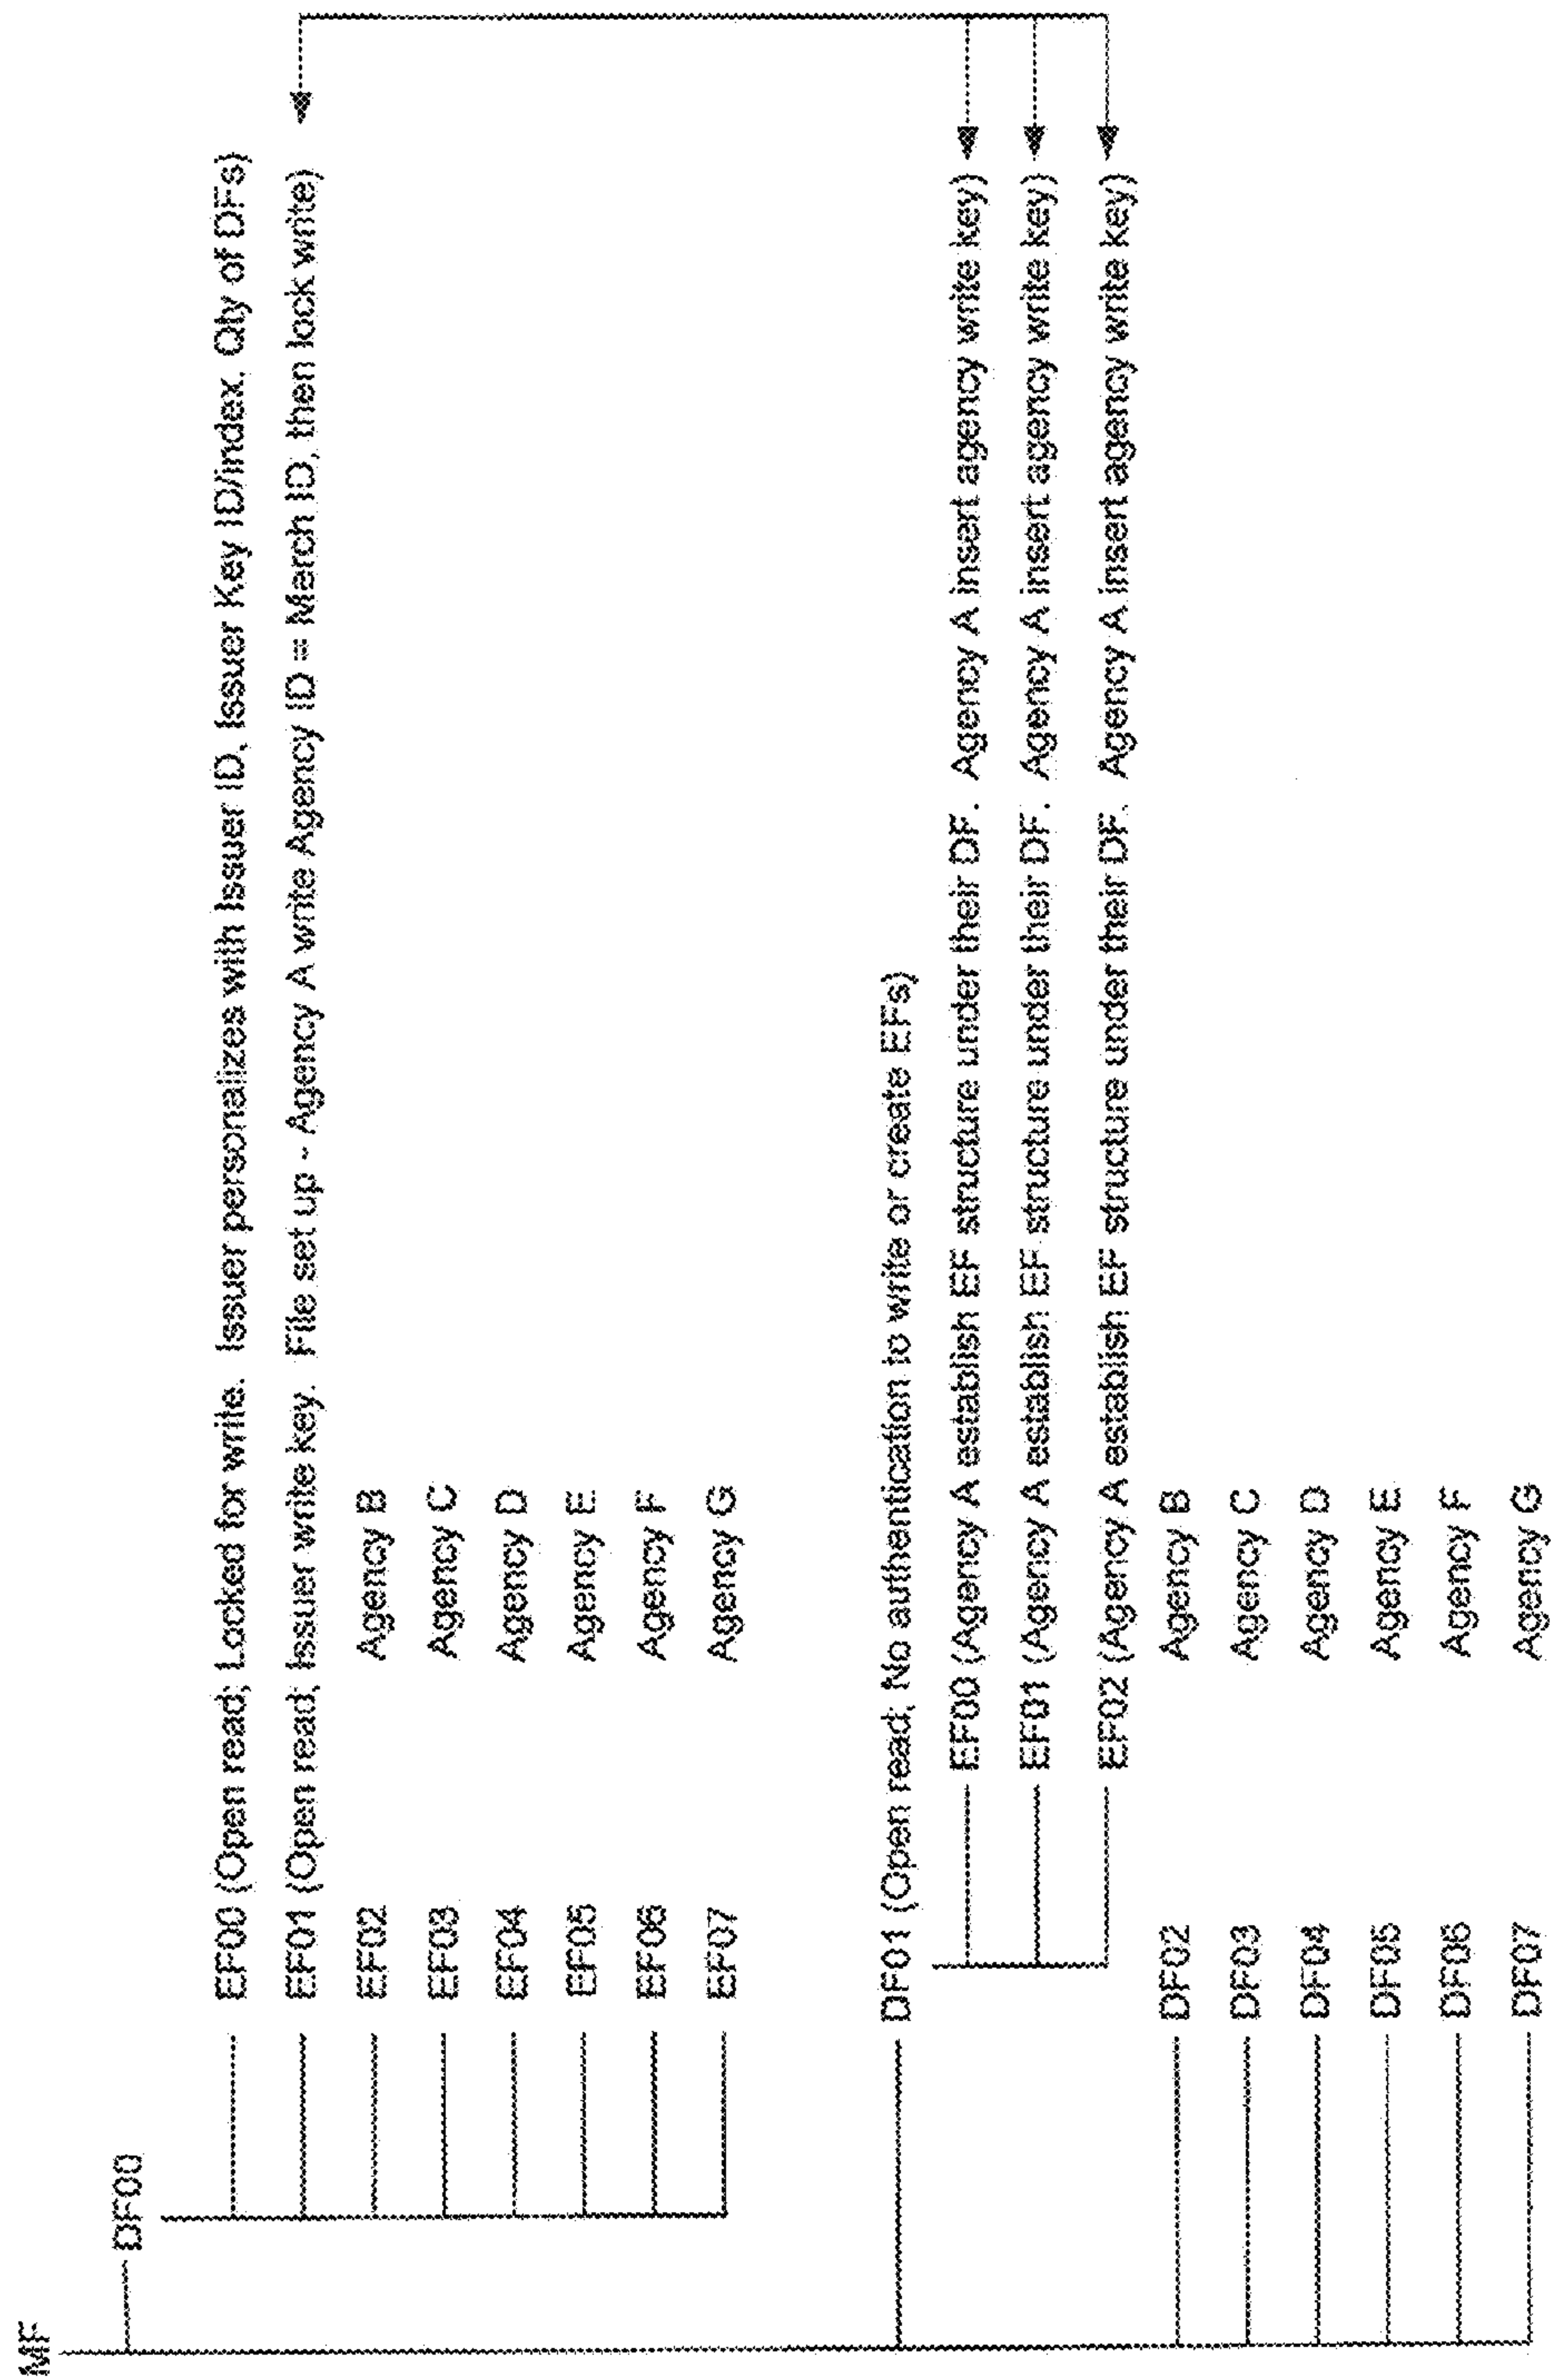 MF
DF00
EF00 (Open read; Locked for write. Issuer personalizes with Issuer ID, Issuer Key ID/index, Qty of DFs)
EF01 (Open read; Issuer write key. File set up - Agency A write Agency ID = Merch ID, then lock write)
EF02 Agency B
EF03 Agency C
EF04 Agency D
EF05 Agency E
EF06 Agency F
EF07 Agency G
DF01 (Open read; No authentication to write or create EFs)
EF00 (Agency A establish EF structure under their DF. Agency A insert agency write key)
EF01 (Agency A establish EF structure under their DF. Agency A insert agency write key)
EF02 (Agency A establish EF structure under their DF. Agency A insert agency write key)
DF02 Agency B
DF03 Agency C
DF04 Agency D
DF05 Agency E
DF06 Agency F
DF07 Agency G